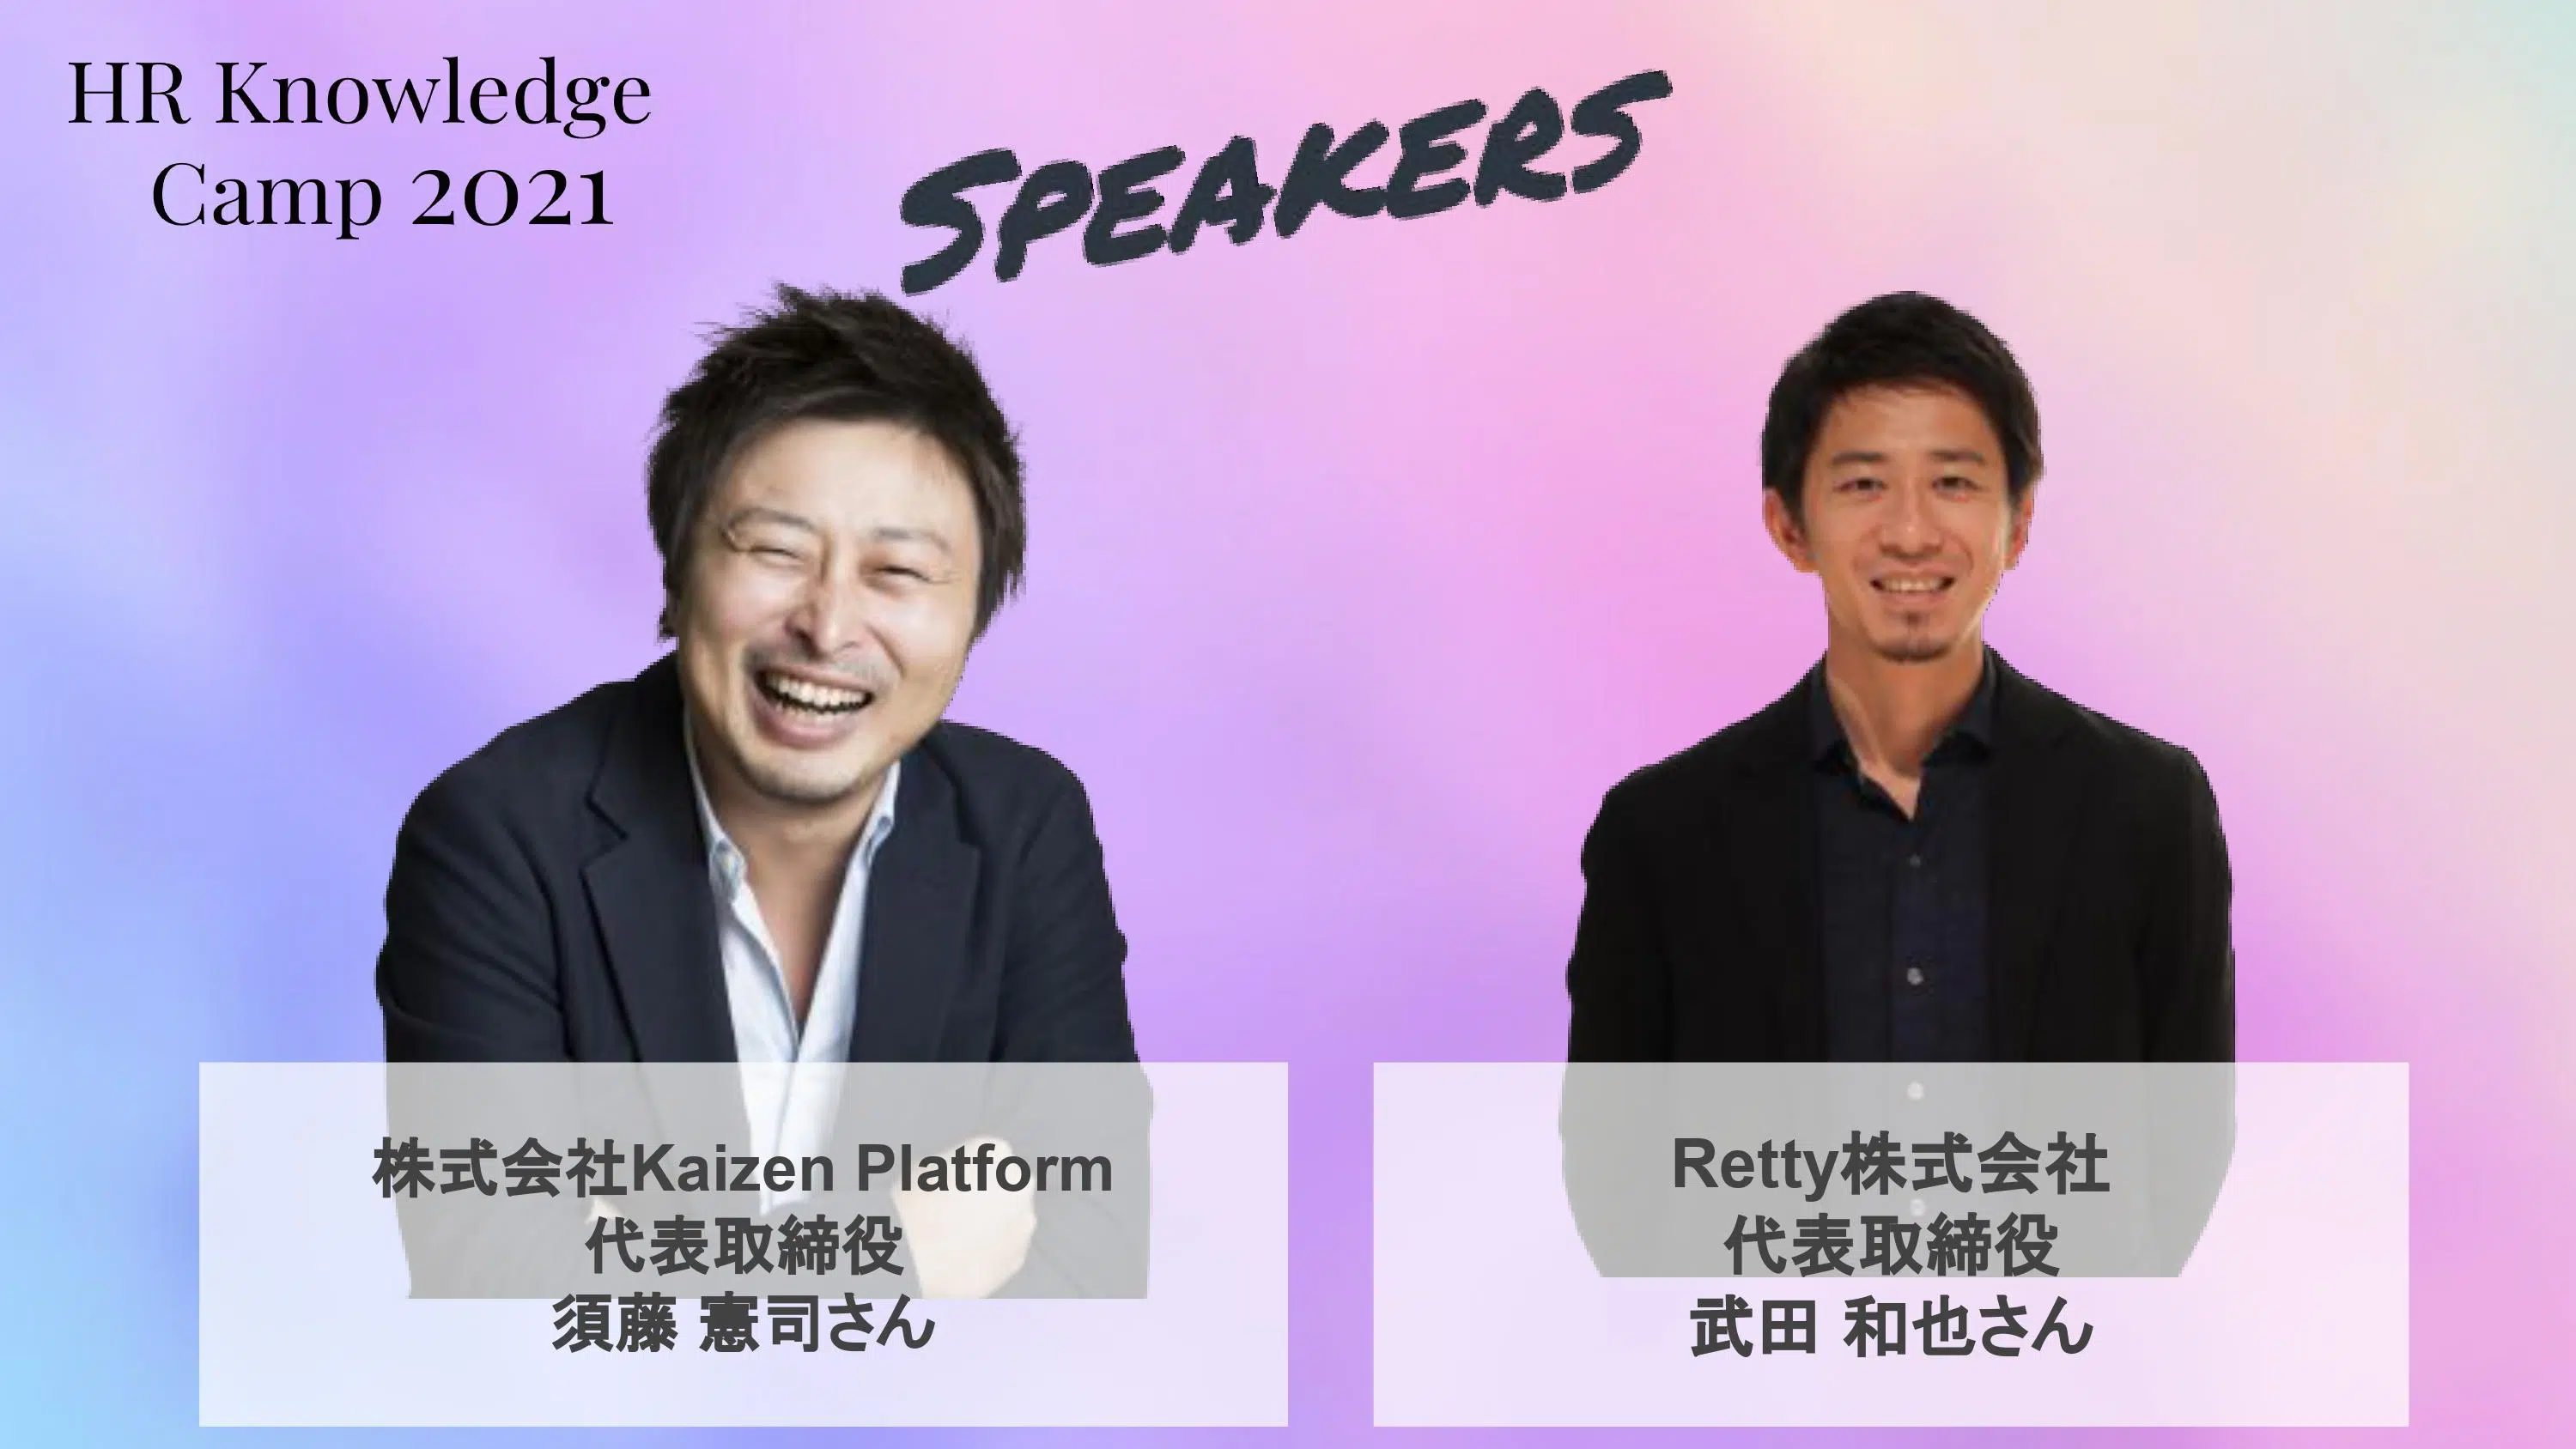 HR Knowledge
Camp 2021
SPEAKERS
株式会社Kaizen Platform
代表取締役
須藤 憲司さん
Retty株式会社
代表取締役
武田 和也さん